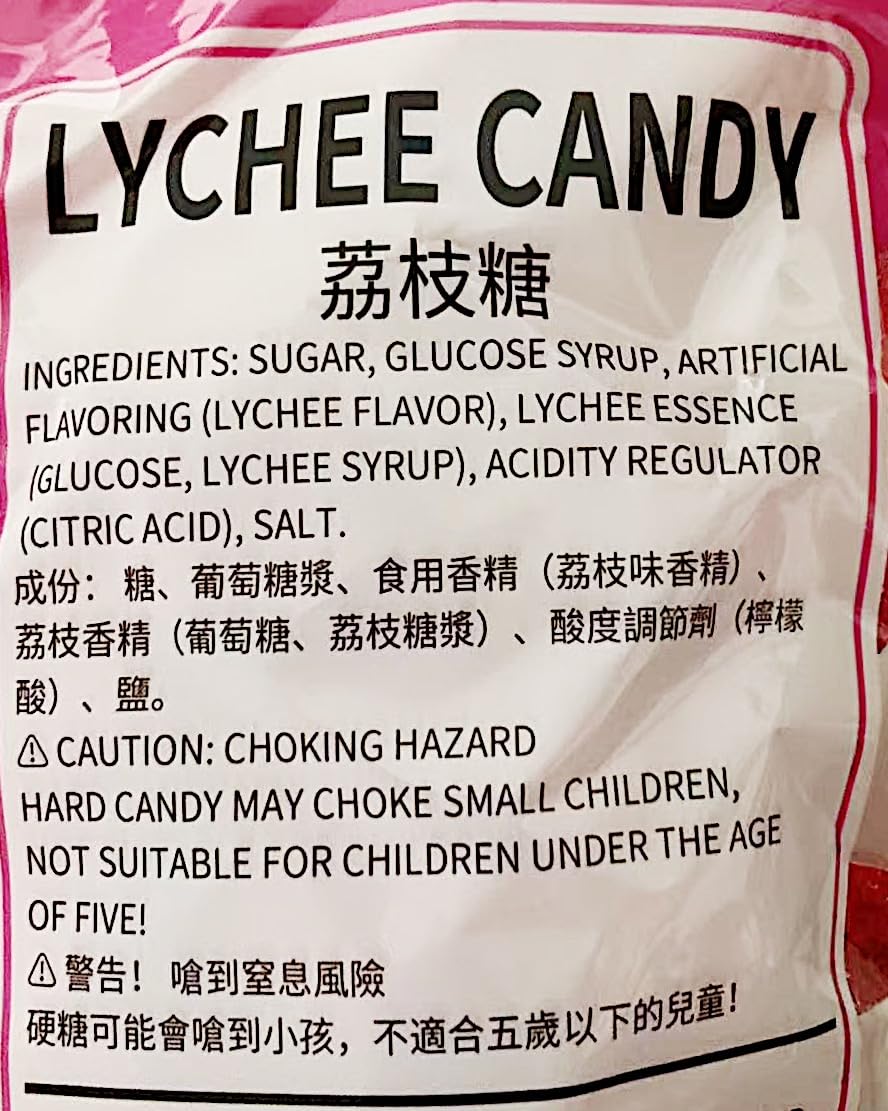 LYCHEE CANDY
荔枝糖
INGREDIENTS: SUGAR, GLUCOSE SYRUP, ARTIFICIAL
FLAVORING (LYCHEE FLAVOR), LYCHEE ESSENCE
(GLUCOSE, LYCHEE SYRUP), ACIDITY REGULATOR
(CITRIC ACID), SALT.
成份：糖、葡萄糖漿、食用香精（荔枝味香精）、
荔枝香精（葡萄糖、荔枝糖漿）、酸度調節劑（檸檬
酸）、鹽。
⚠ CAUTION: CHOKING HAZARD
HARD CANDY MAY CHOKE SMALL CHILDREN,
NOT SUITABLE FOR CHILDREN UNDER THE AGE
OF FIVE!
⚠ 警告！嗆到窒息風險
硬糖可能會嗆到小孩，不適合五歲以下的兒童！